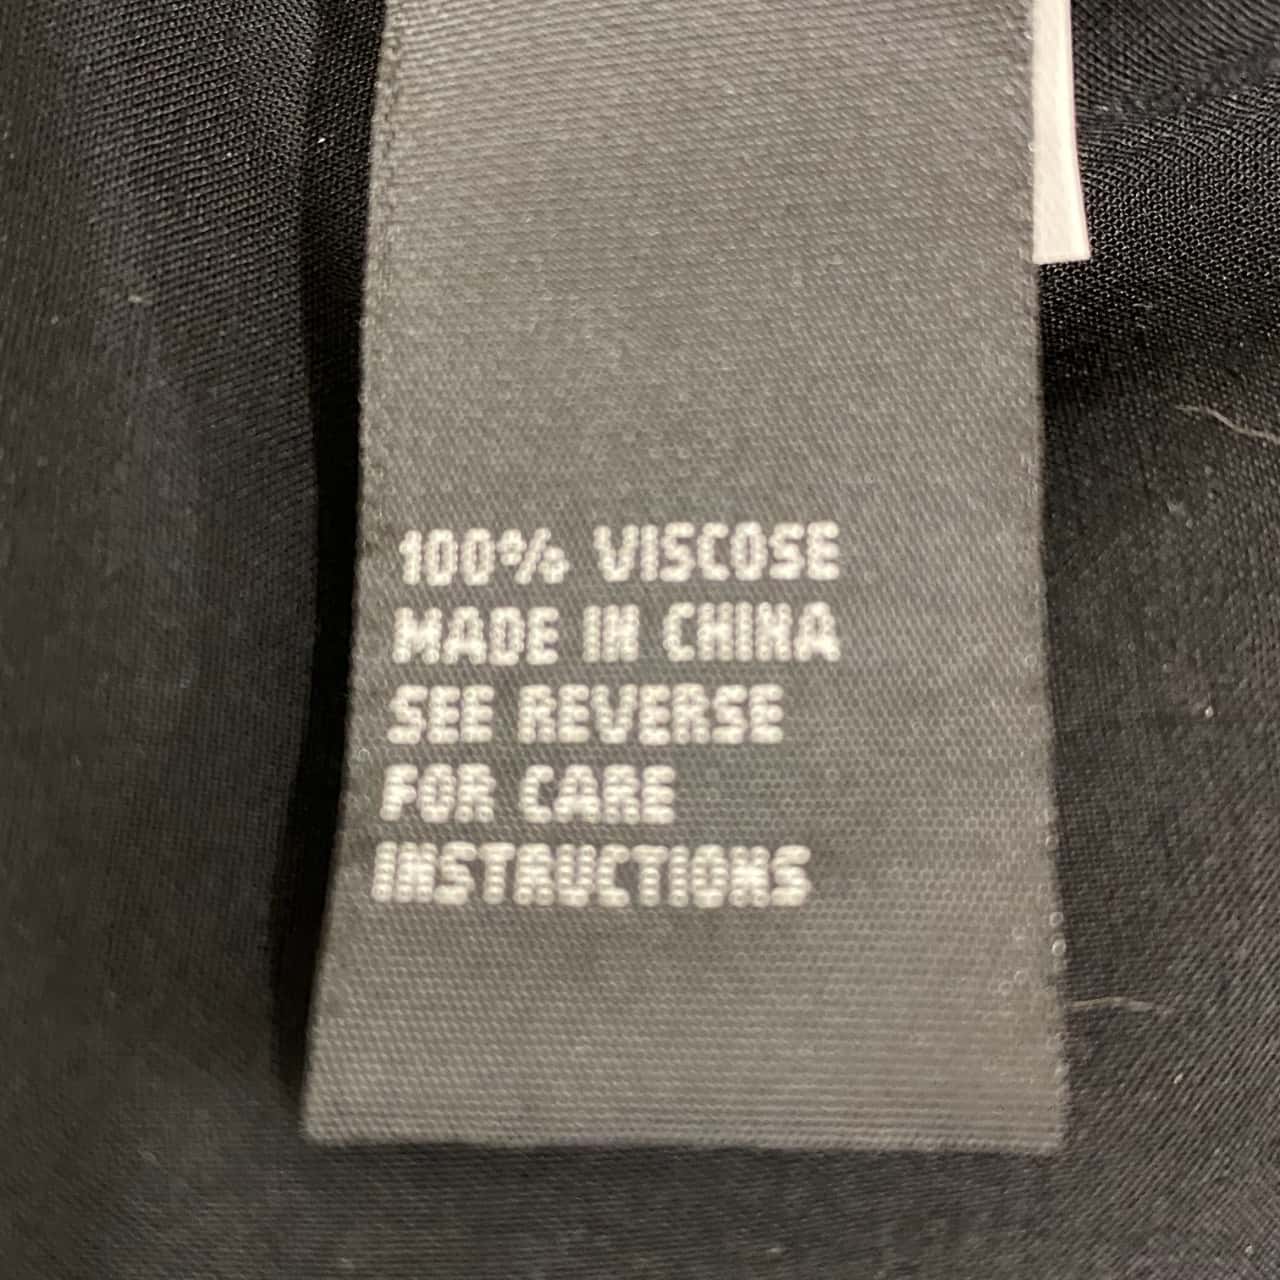 100% VISCOSE
MADE IN CHINA
SEE REVERSE
FOR CARE
INSTRUCTIONS